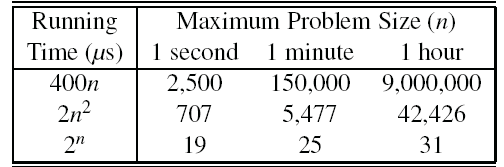 Running Maximum Problem Size (n)
Time (μs) 1 second 1 minute 1 hour
400n 2,500 150,000 9,000,000
2n² 707 5,477 42,426
2ⁿ 19 25 31